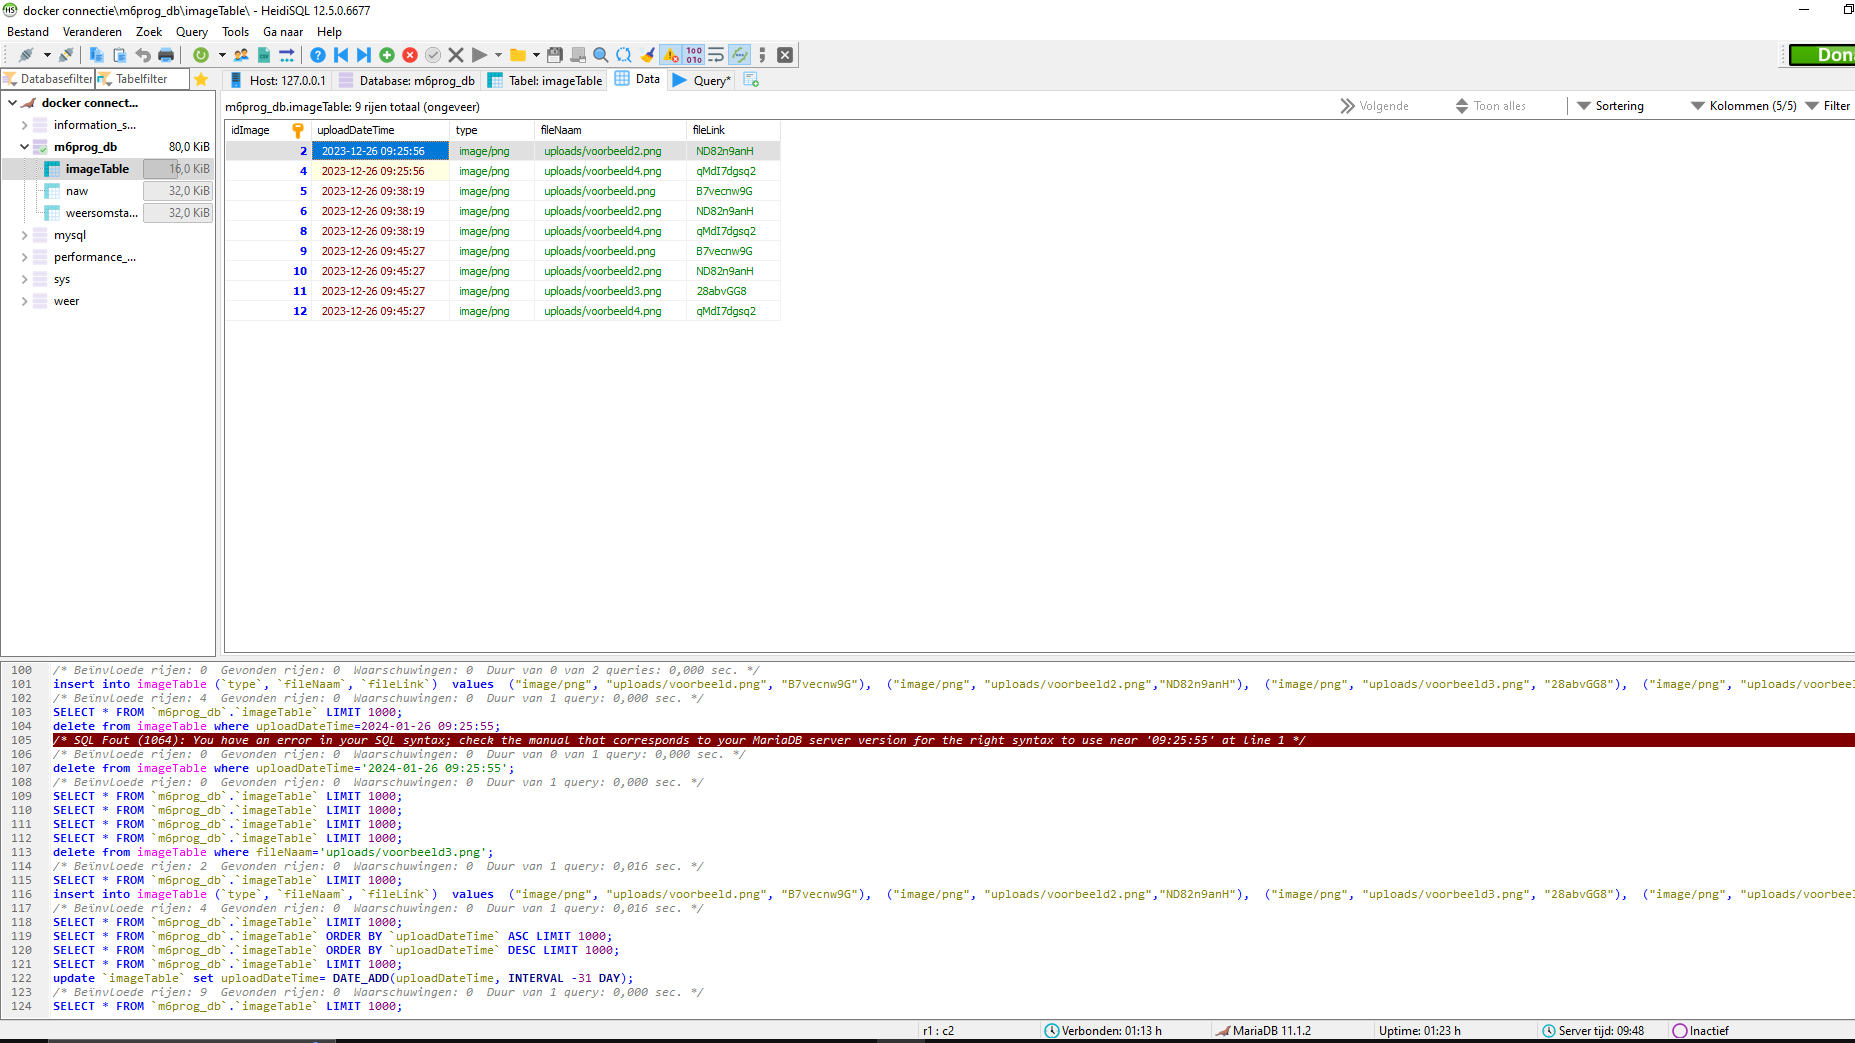 docker connectie\m6prog_db\imageTable\ - HeidiSQL 12.5.0.6677
Bestand Veranderen Zoek Query Tools Ga naar Help
Databasefilter Tabelfilter Host: 127.0.0.1 Database: m6prog_db Tabel: imageTable Data Query*
docker connect...
information_s...
m6prog_db 80,0 KiB
imageTable 16,0 KiB
naw 32,0 KiB
weersomsta... 32,0 KiB
mysql
performance_...
sys
weer
m6prog_db.imageTable: 9 rijen totaal (ongeveer) Volgende Toon alles Sortering Kolommen (5/5) Filter
idImage uploadDateTime type fileNaam fileLink
2 2023-12-26 09:25:56 image/png uploads/voorbeeld2.png ND82n9anH
4 2023-12-26 09:25:56 image/png uploads/voorbeeld4.png qMdI7dgsq2
5 2023-12-26 09:38:19 image/png uploads/voorbeeld.png B7vecnw9G
6 2023-12-26 09:38:19 image/png uploads/voorbeeld2.png ND82n9anH
8 2023-12-26 09:38:19 image/png uploads/voorbeeld4.png qMdI7dgsq2
9 2023-12-26 09:45:27 image/png uploads/voorbeeld.png B7vecnw9G
10 2023-12-26 09:45:27 image/png uploads/voorbeeld2.png ND82n9anH
11 2023-12-26 09:45:27 image/png uploads/voorbeeld3.png 28abvGG8
12 2023-12-26 09:45:27 image/png uploads/voorbeeld4.png qMdI7dgsq2
100 /* Beïnvloede rijen: 0 Gevonden rijen: 0 Waarschuwingen: 0 Duur van 0 van 2 queries: 0,000 sec. */
101 insert into imageTable (`type`, `fileNaam`, `fileLink`) values ("image/png", "uploads/voorbeeld.png", "B7vecnw9G"), ("image/png", "uploads/voorbeeld2.png","ND82n9anH"), ("image/png", "uploads/voorbeeld3.png", "28abvGG8"), ("image/png", "uploads/voorbeel
102 /* Beïnvloede rijen: 4 Gevonden rijen: 0 Waarschuwingen: 0 Duur van 1 query: 0,000 sec. */
103 SELECT * FROM `m6prog_db`.`imageTable` LIMIT 1000;
104 delete from imageTable where uploadDateTime=2024-01-26 09:25:55;
105 /* SQL Fout (1064): You have an error in your SQL syntax; check the manual that corresponds to your MariaDB server version for the right syntax to use near '09:25:55' at line 1 */
106 /* Beïnvloede rijen: 0 Gevonden rijen: 0 Waarschuwingen: 0 Duur van 0 van 1 query: 0,000 sec. */
107 delete from imageTable where uploadDateTime='2024-01-26 09:25:55';
108 /* Beïnvloede rijen: 0 Gevonden rijen: 0 Waarschuwingen: 0 Duur van 1 query: 0,000 sec. */
109 SELECT * FROM `m6prog_db`.`imageTable` LIMIT 1000;
110 SELECT * FROM `m6prog_db`.`imageTable` LIMIT 1000;
111 SELECT * FROM `m6prog_db`.`imageTable` LIMIT 1000;
112 SELECT * FROM `m6prog_db`.`imageTable` LIMIT 1000;
113 delete from imageTable where fileNaam='uploads/voorbeeld3.png';
114 /* Beïnvloede rijen: 2 Gevonden rijen: 0 Waarschuwingen: 0 Duur van 1 query: 0,016 sec. */
115 SELECT * FROM `m6prog_db`.`imageTable` LIMIT 1000;
116 insert into imageTable (`type`, `fileNaam`, `fileLink`) values ("image/png", "uploads/voorbeeld.png", "B7vecnw9G"), ("image/png", "uploads/voorbeeld2.png","ND82n9anH"), ("image/png", "uploads/voorbeeld3.png", "28abvGG8"), ("image/png", "uploads/voorbeel
117 /* Beïnvloede rijen: 4 Gevonden rijen: 0 Waarschuwingen: 0 Duur van 1 query: 0,016 sec. */
118 SELECT * FROM `m6prog_db`.`imageTable` LIMIT 1000;
119 SELECT * FROM `m6prog_db`.`imageTable` ORDER BY `uploadDateTime` ASC LIMIT 1000;
120 SELECT * FROM `m6prog_db`.`imageTable` ORDER BY `uploadDateTime` DESC LIMIT 1000;
121 SELECT * FROM `m6prog_db`.`imageTable` LIMIT 1000;
122 update `imageTable` set uploadDateTime= DATE_ADD(uploadDateTime, INTERVAL -31 DAY);
123 /* Beïnvloede rijen: 9 Gevonden rijen: 0 Waarschuwingen: 0 Duur van 1 query: 0,000 sec. */
124 SELECT * FROM `m6prog_db`.`imageTable` LIMIT 1000;
r1 : c2 Verbonden: 01:13 h MariaDB 11.1.2 Uptime: 01:23 h Server tijd: 09:48 Inactief